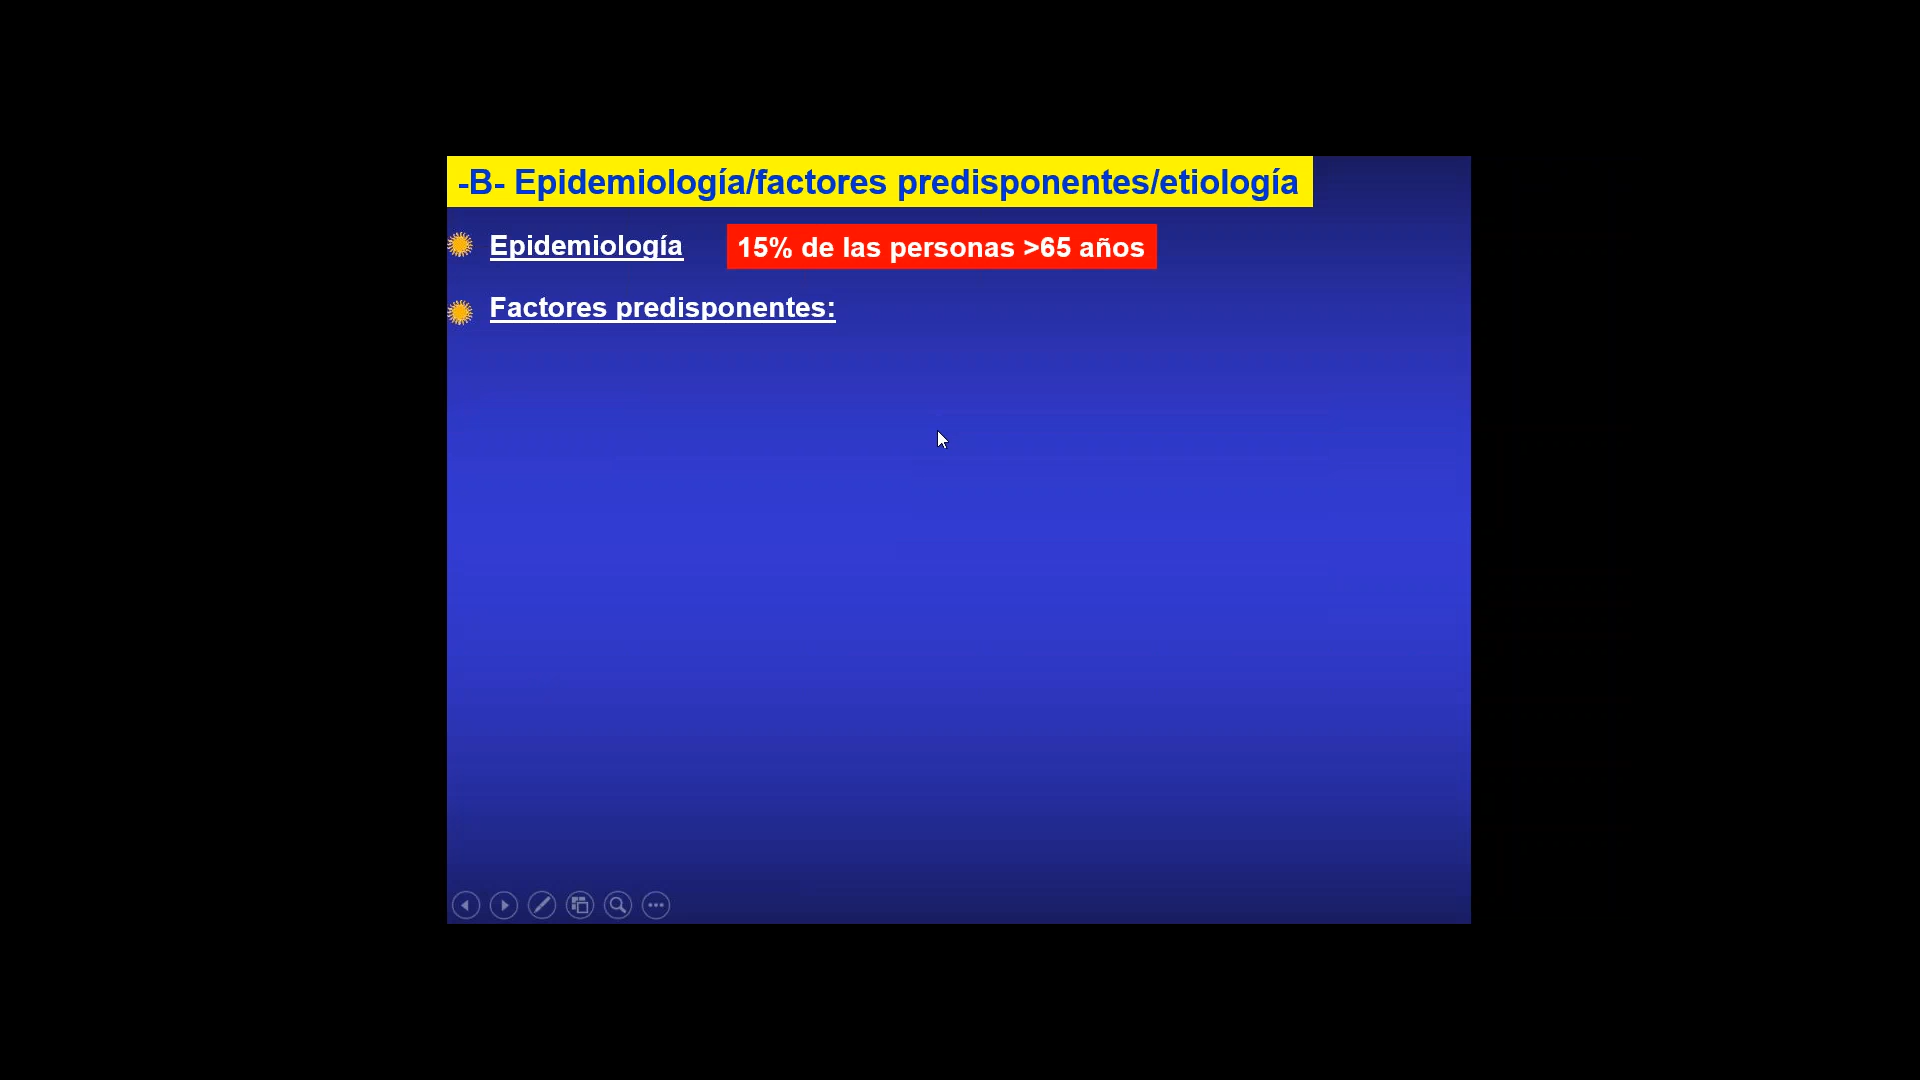 -B- Epidemiología/factores predisponentes/etiología
Epidemiología 15% de las personas >65 años
Factores predisponentes: